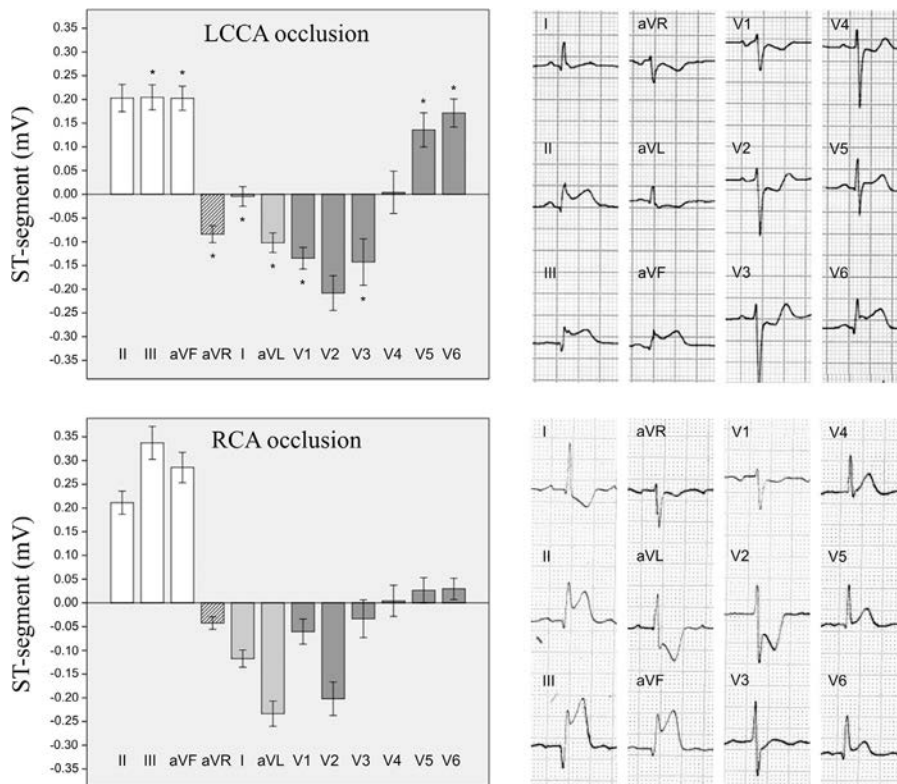 LCCA occlusion
ST-segment (mV)
0.35
0.30
0.25
0.20
0.15
0.10
0.05
0.00
-0.05
-0.10
-0.15
-0.20
-0.25
-0.30
-0.35
* * * * * * * * *
II III aVF aVR I aVL V1 V2 V3 V4 V5 V6
I aVR V1 V4
II aVL V2 V5
III aVF V3 V6
RCA occlusion
ST-segment (mV)
0.35
0.30
0.25
0.20
0.15
0.10
0.05
0.00
-0.05
-0.10
-0.15
-0.20
-0.25
-0.30
-0.35
II III aVF aVR I aVL V1 V2 V3 V4 V5 V6
I aVR V1 V4
II aVL V2 V5
III aVF V3 V6